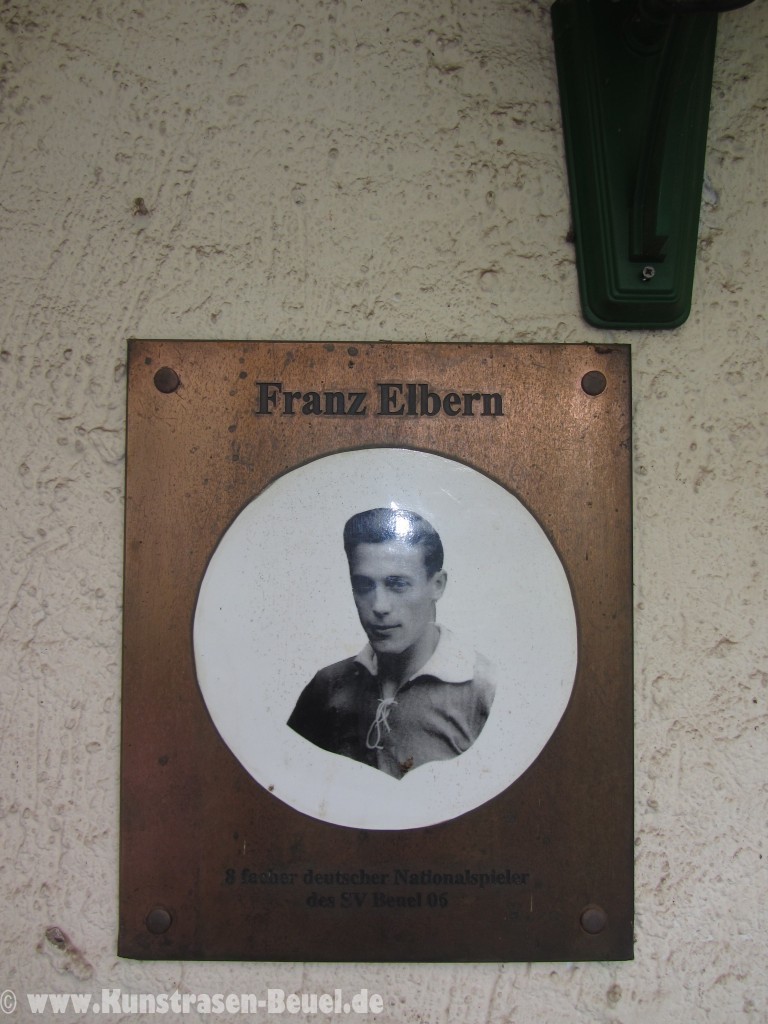 Franz Elbern
8 facher deutscher Nationalspieler
des SV Beuel 06
© www.Kunstrasen-Beuel.de